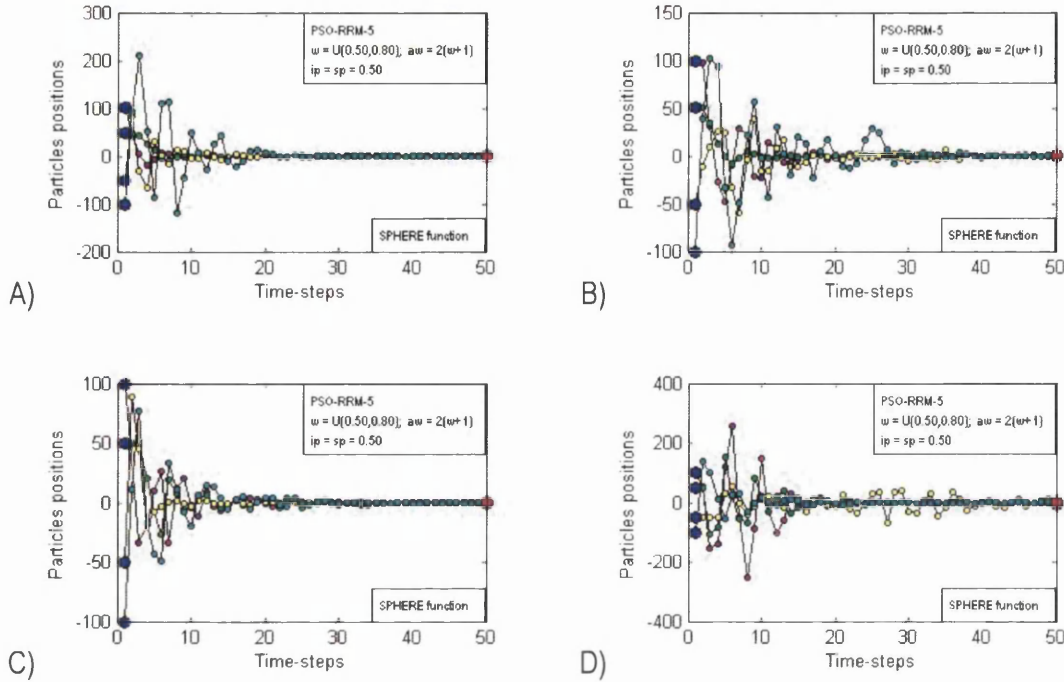 300
200
100
0
-100
-200
Particles positions
0 10 20 30 40 50
Time-steps
PSO-RRM-5
w = U(0.50,0.80); aw = 2(w+1)
ip = sp = 0.50
SPHERE function
A)
150
100
50
0
-50
-100
Particles positions
0 10 20 30 40 50
Time-steps
PSO-RRM-5
w = U(0.50,0.80); aw = 2(w+1)
ip = sp = 0.50
SPHERE function
B)
100
50
0
-50
-100
Particles positions
0 10 20 30 40 50
Time-steps
PSO-RRM-5
w = U(0.50,0.80); aw = 2(w+1)
ip = sp = 0.50
SPHERE function
C)
400
200
0
-200
-400
Particles positions
0 10 20 30 40 50
Time-steps
PSO-RRM-5
w = U(0.50,0.80); aw = 2(w+1)
ip = sp = 0.50
SPHERE function
D)